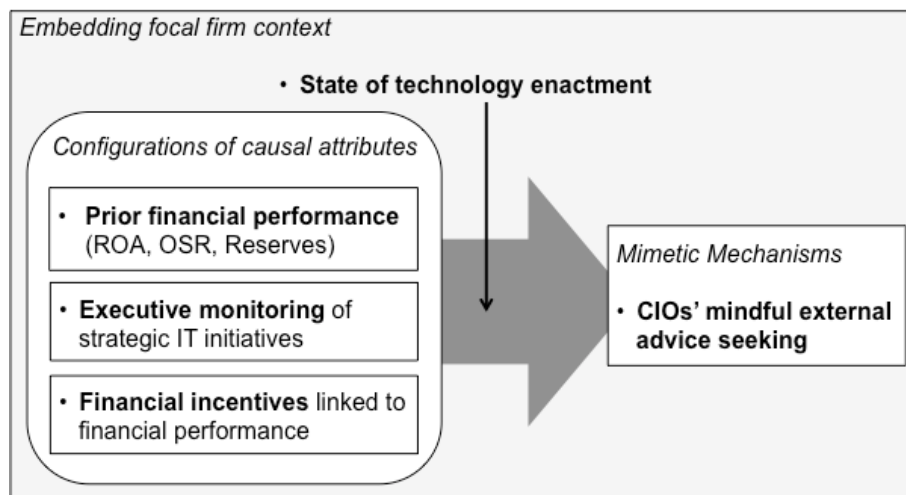 Embedding focal firm context
• State of technology enactment
Configurations of causal attributes
• Prior financial performance
(ROA, OSR, Reserves)
• Executive monitoring of
strategic IT initiatives
• Financial incentives linked to
financial performance
Mimetic Mechanisms
• CIOs’ mindful external
advice seeking